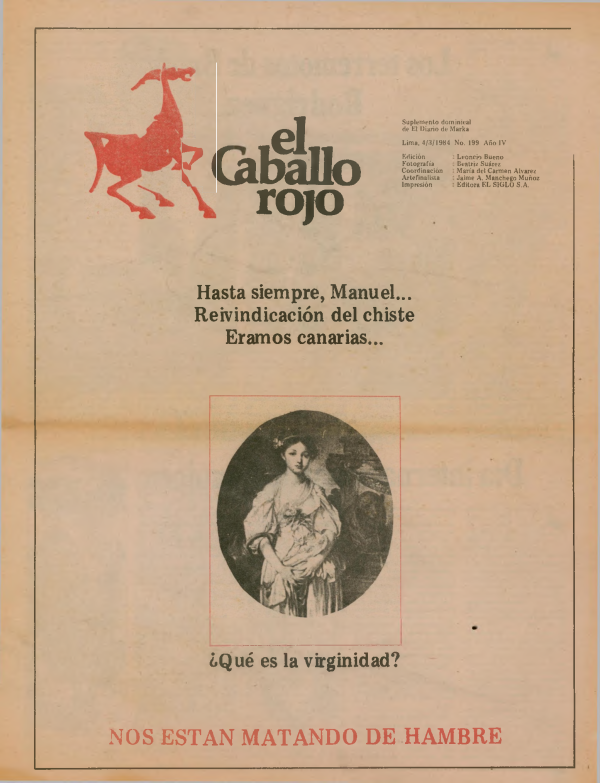 el
Caballo
rojo
Suplemento dominical
de El Diario de Marka
Lima, 4/3/1984 No. 199 Año IV
Edición : Leoncio Bueno
Fotografía : Beatriz Suárez
Coordinación : María del Carmen Alvarez
Artefinalista : Jaime A. Manchego Muñoz
Impresión : Editora EL SIGLO S.A.
Hasta siempre, Manuel...
Reivindicación del chiste
Eramos canarias...
¿Qué es la virginidad?
NOS ESTAN MATANDO DE HAMBRE